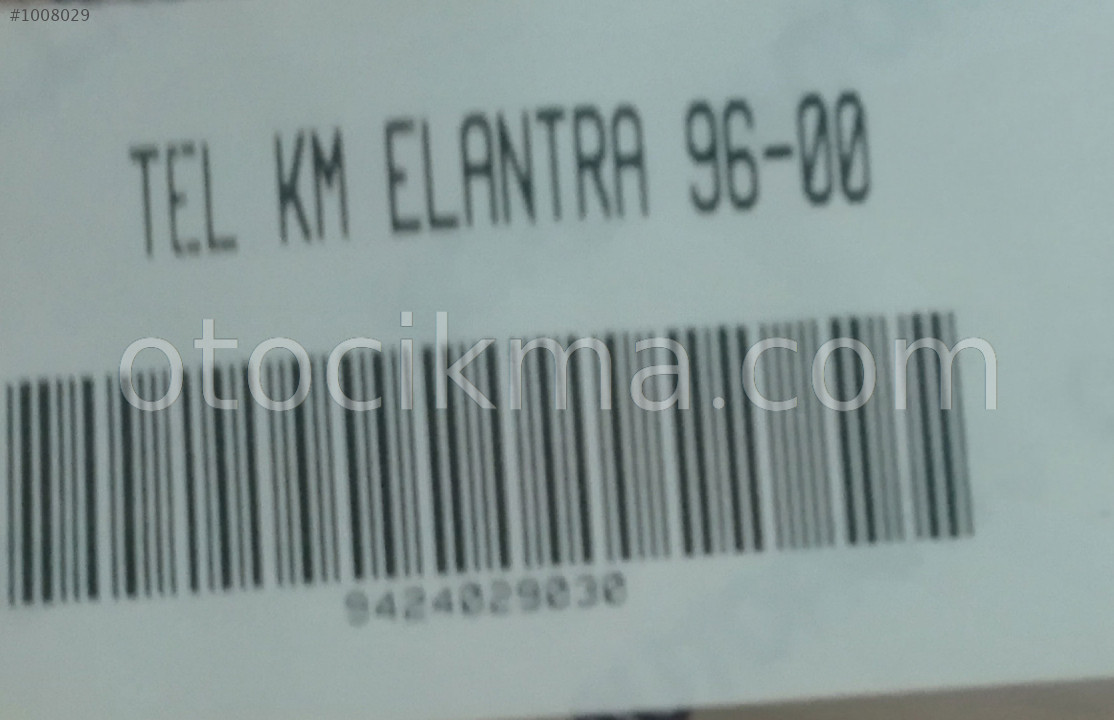 #1008029
TEL KM ELANTRA 96-00
otocikma.com
9424029030